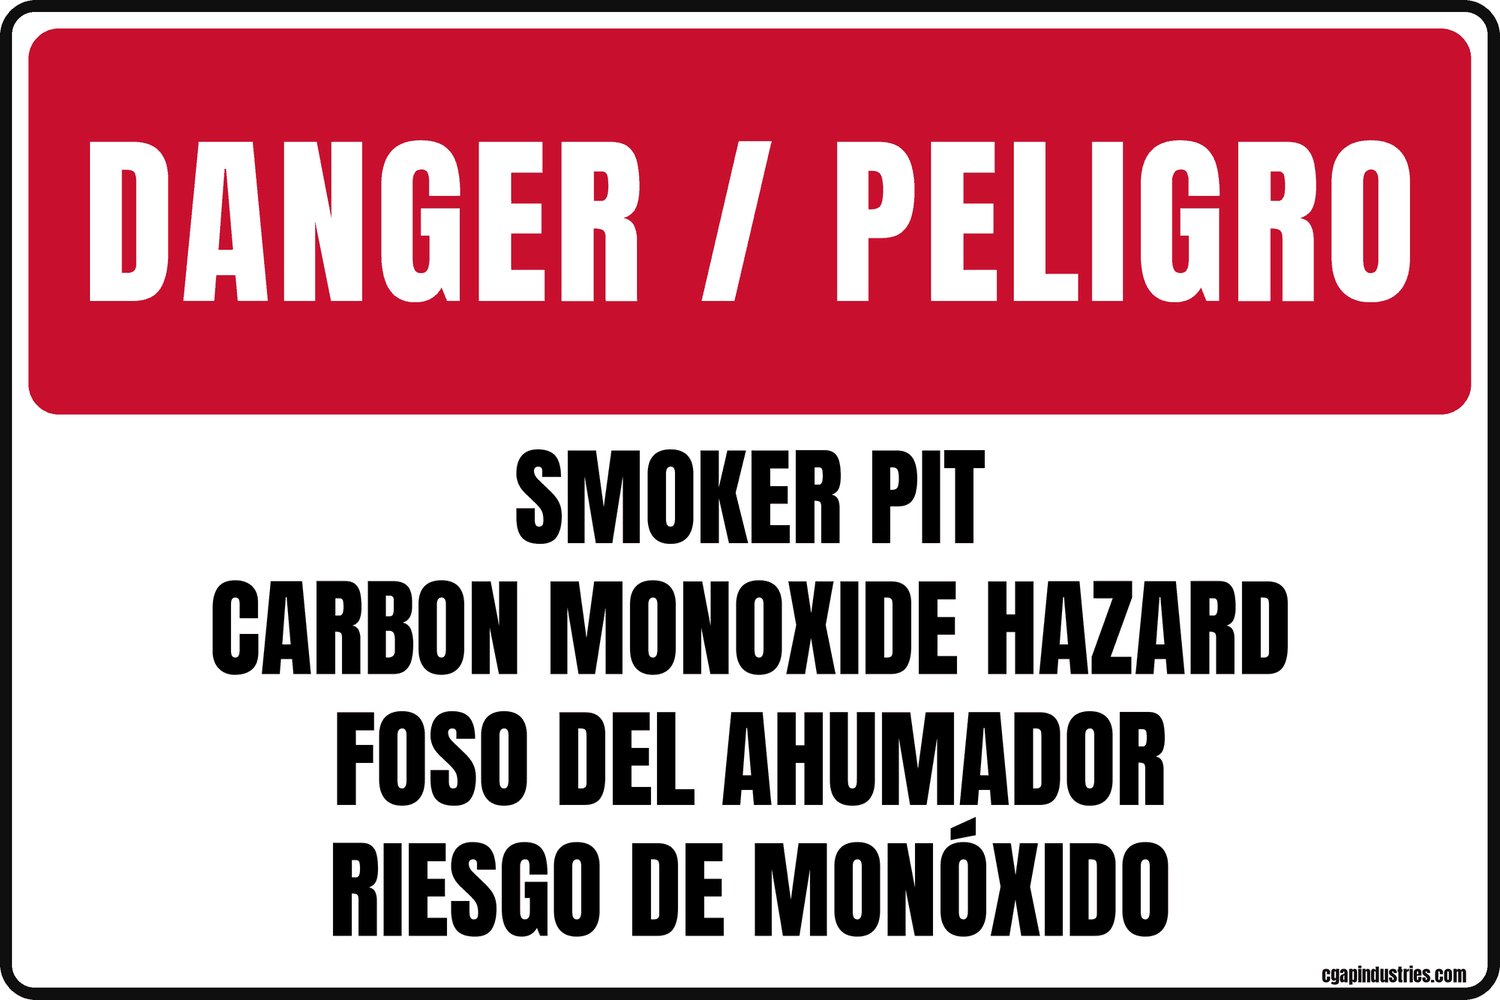 DANGER / PELIGRO
SMOKER PIT
CARBON MONOXIDE HAZARD
FOSO DEL AHUMADOR
RIESGO DE MONÓXIDO
cgapindustries.com